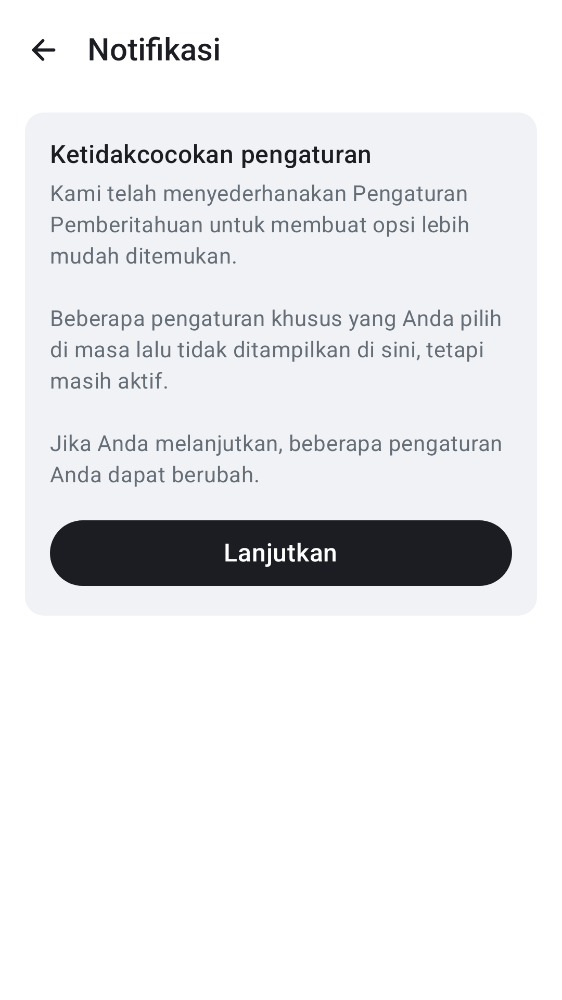 Notifikasi
Ketidakcocokan pengaturan
Kami telah menyederhanakan Pengaturan
Pemberitahuan untuk membuat opsi lebih
mudah ditemukan.
Beberapa pengaturan khusus yang Anda pilih
di masa lalu tidak ditampilkan di sini, tetapi
masih aktif.
Jika Anda melanjutkan, beberapa pengaturan
Anda dapat berubah.
Lanjutkan